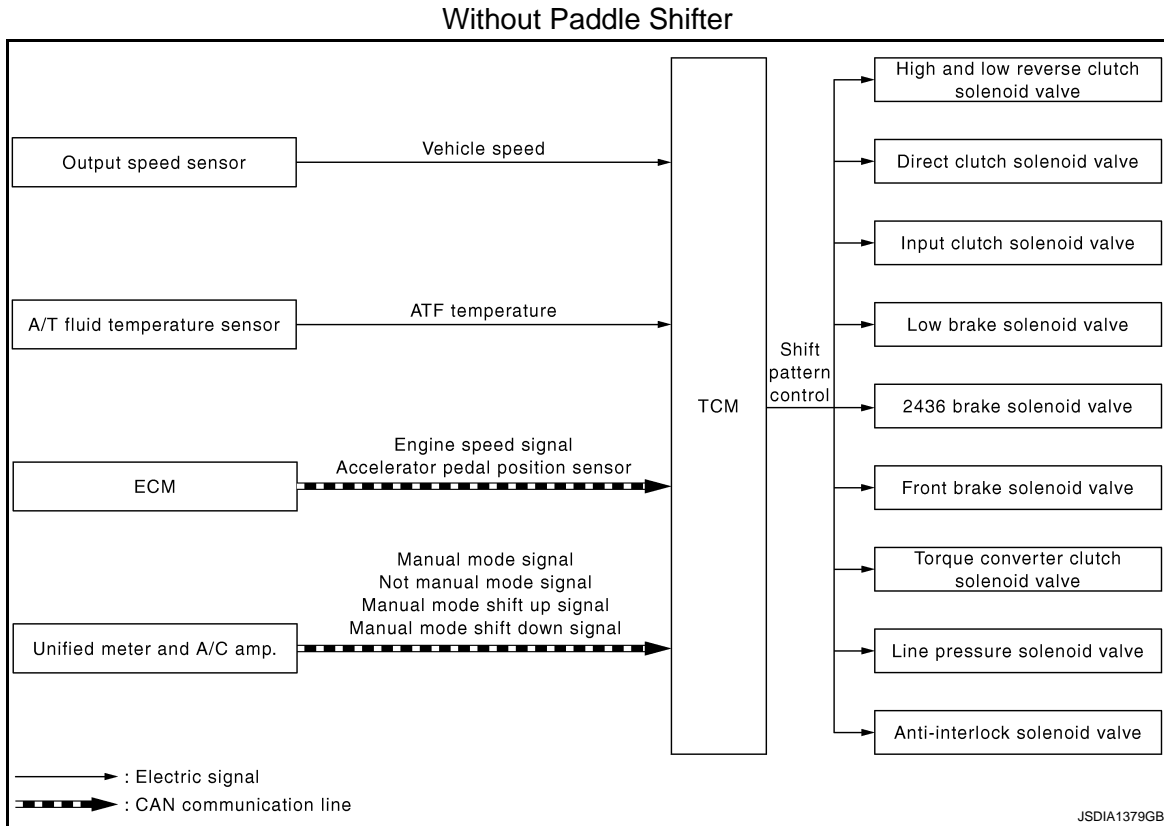 Without Paddle Shifter
High and low reverse clutch
solenoid valve
Output speed sensor
Vehicle speed
Direct clutch solenoid valve
Input clutch solenoid valve
A/T fluid temperature sensor
ATF temperature
Low brake solenoid valve
Shift
pattern
control
TCM
2436 brake solenoid valve
ECM
Engine speed signal
Accelerator pedal position sensor
Front brake solenoid valve
Manual mode signal
Not manual mode signal
Manual mode shift up signal
Manual mode shift down signal
Torque converter clutch
solenoid valve
Unified meter and A/C amp.
Line pressure solenoid valve
Anti-interlock solenoid valve
: Electric signal
: CAN communication line
JSDIA1379GB